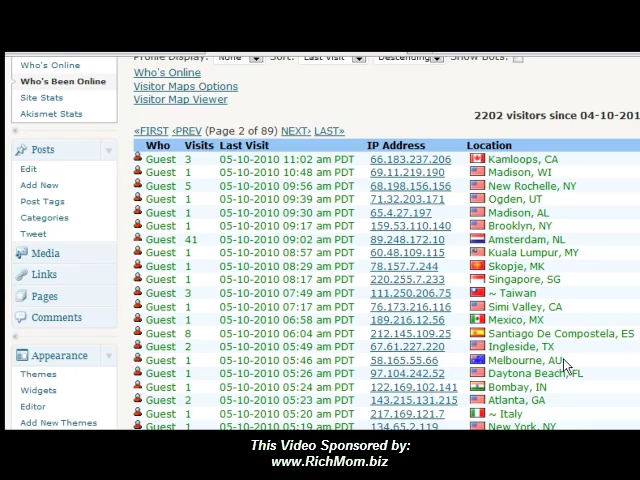 Profile Display: None Sort: Last Visit Descending Show Bots:
Who's Online
Who's Been Online
Site Stats
Akismet Stats
Posts
Edit
Add New
Post Tags
Categories
Tweet
Media
Links
Pages
Comments
Appearance
Themes
Widgets
Editor
Add New Themes
Who's Online
Visitor Maps Options
Visitor Map Viewer
2202 visitors since 04-10-201
«FIRST ‹PREV (Page 2 of 89) NEXT› LAST»
Who Visits Last Visit IP Address Location
Guest 3 05-10-2010 11:02 am PDT 66.183.237.206 Kamloops, CA
Guest 1 05-10-2010 10:48 am PDT 69.11.219.190 Madison, WI
Guest 5 05-10-2010 09:56 am PDT 68.198.156.156 New Rochelle, NY
Guest 1 05-10-2010 09:39 am PDT 71.32.203.171 Ogden, UT
Guest 1 05-10-2010 09:30 am PDT 65.4.27.197 Madison, AL
Guest 1 05-10-2010 09:17 am PDT 159.53.110.140 Brooklyn, NY
Guest 41 05-10-2010 09:02 am PDT 89.248.172.10 Amsterdam, NL
Guest 1 05-10-2010 08:57 am PDT 60.48.109.115 Kuala Lumpur, MY
Guest 1 05-10-2010 08:29 am PDT 78.157.7.244 Skopje, MK
Guest 1 05-10-2010 08:17 am PDT 220.255.7.233 Singapore, SG
Guest 3 05-10-2010 07:49 am PDT 111.250.206.75 ~ Taiwan
Guest 1 05-10-2010 07:17 am PDT 76.173.216.116 Simi Valley, CA
Guest 1 05-10-2010 06:58 am PDT 189.216.12.56 Mexico, MX
Guest 8 05-10-2010 06:04 am PDT 212.145.109.25 Santiago De Compostela, ES
Guest 2 05-10-2010 05:49 am PDT 67.61.227.220 Ingleside, TX
Guest 1 05-10-2010 05:46 am PDT 58.165.55.66 Melbourne, AU
Guest 1 05-10-2010 05:26 am PDT 97.104.242.52 Daytona Beach, FL
Guest 1 05-10-2010 05:24 am PDT 122.169.102.141 Bombay, IN
Guest 2 05-10-2010 05:23 am PDT 143.215.131.215 Atlanta, GA
Guest 1 05-10-2010 05:20 am PDT 217.169.121.7 ~ Italy
Guest 1 05-10-2010 05:19 am PDT 134.65.2.119 New York, NY
This Video Sponsored by:
www.RichMom.biz